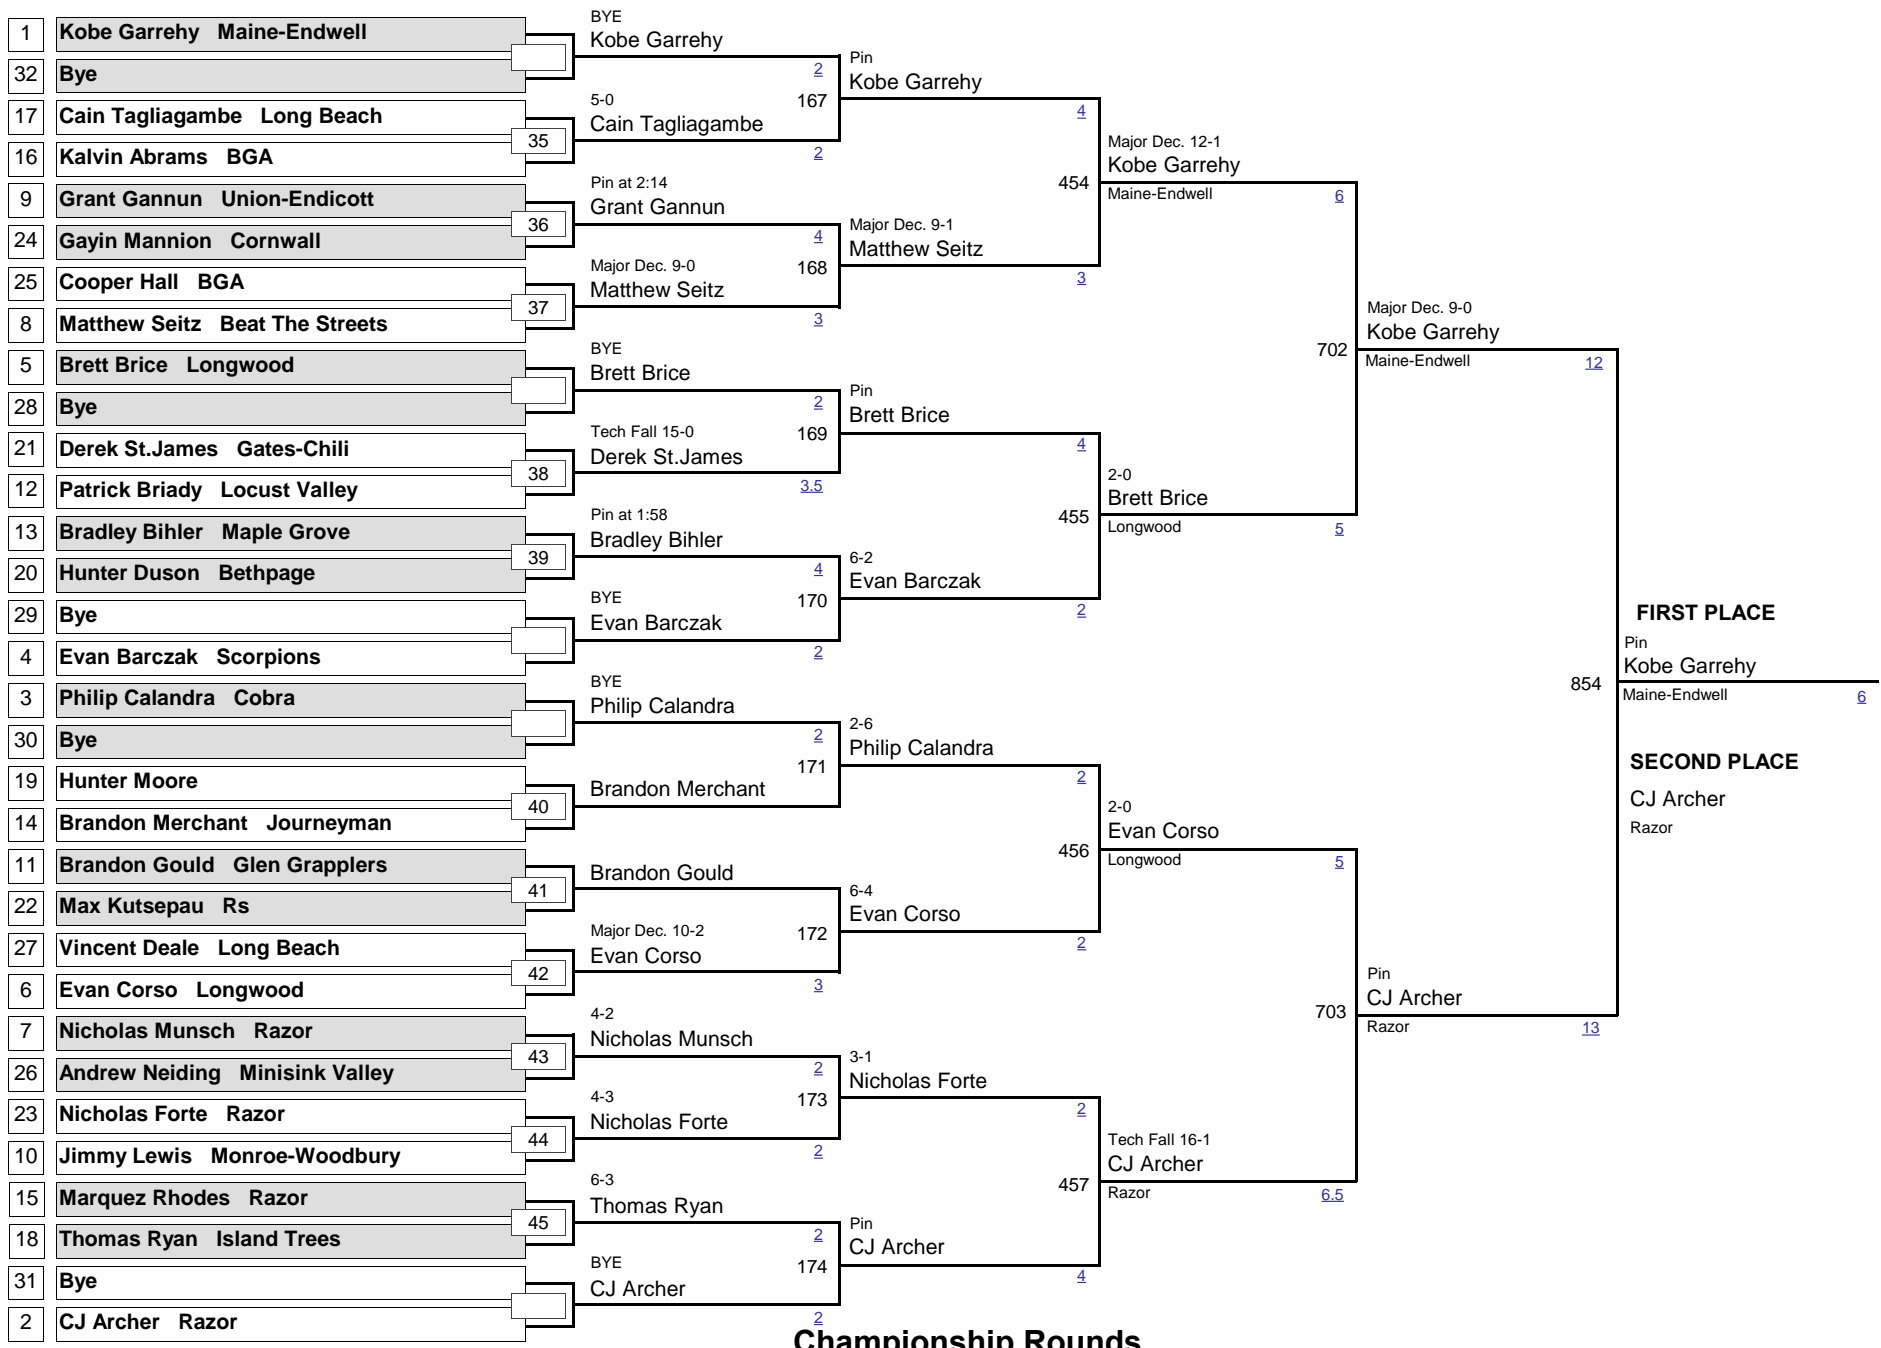 1 Kobe Garrehy Maine-Endwell
32 Bye
17 Cain Tagliagambe Long Beach
35
16 Kalvin Abrams BGA
9 Grant Gannun Union-Endicott
36
24 Gayin Mannion Cornwall
25 Cooper Hall BGA
37
8 Matthew Seitz Beat The Streets
5 Brett Brice Longwood
28 Bye
21 Derek St.James Gates-Chili
38
12 Patrick Briady Locust Valley
13 Bradley Bihler Maple Grove
39
20 Hunter Duson Bethpage
29 Bye
4 Evan Barczak Scorpions
3 Philip Calandra Cobra
30 Bye
19 Hunter Moore
40
14 Brandon Merchant Journeyman
11 Brandon Gould Glen Grapplers
41
22 Max Kutsepau Rs
27 Vincent Deale Long Beach
42
6 Evan Corso Longwood
7 Nicholas Munsch Razor
43
26 Andrew Neiding Minisink Valley
23 Nicholas Forte Razor
44
10 Jimmy Lewis Monroe-Woodbury
15 Marquez Rhodes Razor
45
18 Thomas Ryan Island Trees
31 Bye
2 CJ Archer Razor
BYE
Kobe Garrehy
2
167
5-0
Cain Tagliagambe
2
Pin at 2:14
Grant Gannun
4
168
Major Dec. 9-0
Matthew Seitz
3
BYE
Brett Brice
2
169
Tech Fall 15-0
Derek St.James
3.5
Pin at 1:58
Bradley Bihler
4
170
BYE
Evan Barczak
2
BYE
Philip Calandra
2
171
Brandon Merchant
Brandon Gould
172
Major Dec. 10-2
Evan Corso
3
4-2
Nicholas Munsch
2
173
4-3
Nicholas Forte
2
6-3
Thomas Ryan
2
174
BYE
CJ Archer
2
Pin
Kobe Garrehy
4
454
Major Dec. 9-1
Matthew Seitz
3
Pin
Brett Brice
4
455
6-2
Evan Barczak
2
2-6
Philip Calandra
2
456
6-4
Evan Corso
2
3-1
Nicholas Forte
2
457
Pin
CJ Archer
4
Major Dec. 12-1
Kobe Garrehy
Maine-Endwell 6
702
2-0
Brett Brice
Longwood 5
2-0
Evan Corso
Longwood 5
703
Tech Fall 16-1
CJ Archer
Razor 6.5
Major Dec. 9-0
Kobe Garrehy
Maine-Endwell 12
854
Pin
CJ Archer
Razor 13
FIRST PLACE
Pin
Kobe Garrehy
Maine-Endwell 6
SECOND PLACE
CJ Archer
Razor
Championship Rounds